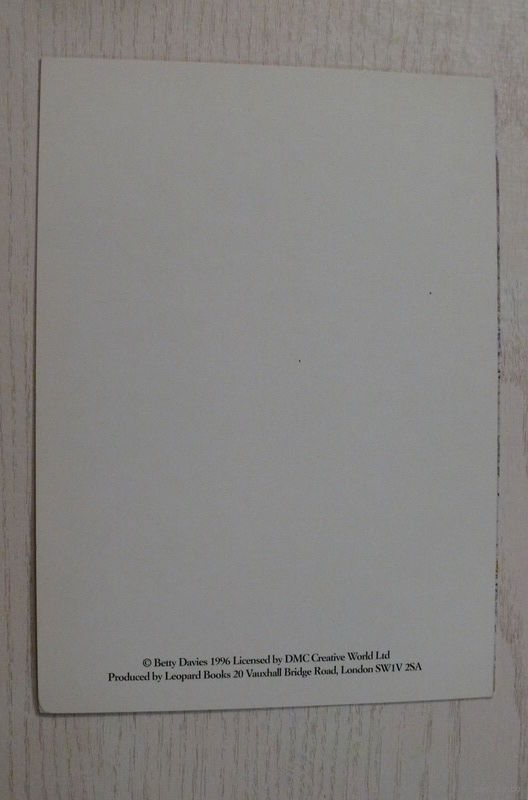 © Betty Davies 1996 Licensed by DMC Creative World Ltd
Produced by Leopard Books 20 Vauxhall Bridge Road, London SW1V 2SA